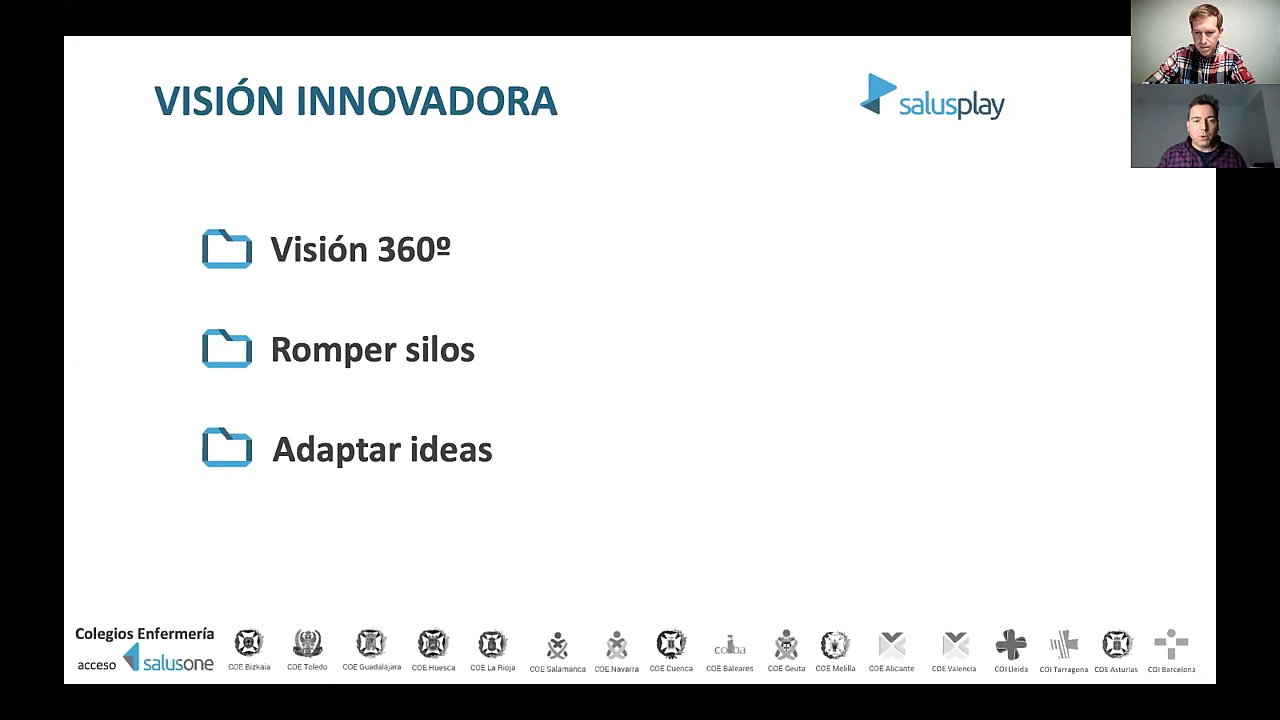 VISIÓN INNOVADORA
salusplay
Visión 360º
Romper silos
Adaptar ideas
Colegios Enfermería
acceso salusone
COE Bizkaia
COE Toledo
COE Guadalajara
COE Huesca
COE La Rioja
COE Salamanca
COE Navarra
COE Cuenca
COE Baleares
COE Ceuta
COE Melilla
COE Alicante
COE Valencia
COI Lleida
COI Tarragona
COE Asturias
COI Barcelona